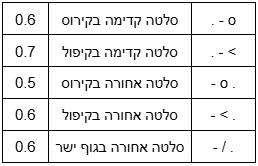 . - o סלטה קדימה בקירוס 0.6
. - > סלטה קדימה בקיפול 0.7
- o . סלטה אחורה בקירוס 0.5
- > . סלטה אחורה בקיפול 0.6
- / . סלטה אחורה בגוף ישר 0.6